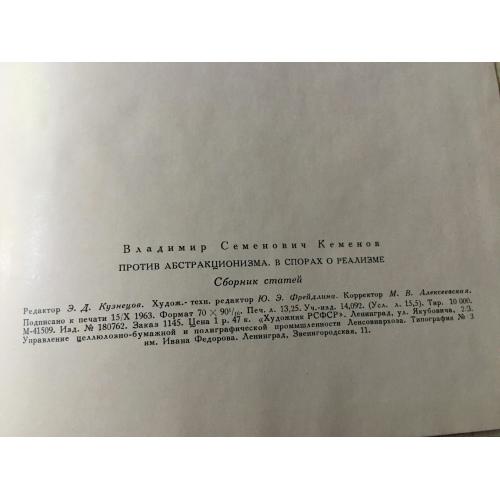 Владимир Семенович Кеменов
ПРОТИВ АБСТРАКЦИОНИЗМА. В СПОРАХ О РЕАЛИЗМЕ
Сборник статей
Редактор Э. Д. Кузнецов. Худож.-техн. редактор Ю. Э. Фрейдлина. Корректор М. В. Алексеевская.
Подписано к печати 15/X 1963. Формат 70 × 90¹/₁₆. Печ. л. 13,25. Уч.-изд. 14,092. (Усл. л. 15,5). Тир. 10 000.
М-41509. Изд. № 180762. Заказ 1145. Цена 1 р. 47 к. «Художник РСФСР». Ленинград, ул. Якубовича, 2/3.
Управление целлюлозно-бумажной и полиграфической промышленности Ленсовнархоза. Типография № 3
им. Ивана Федорова. Ленинград, Звенигородская, 11.